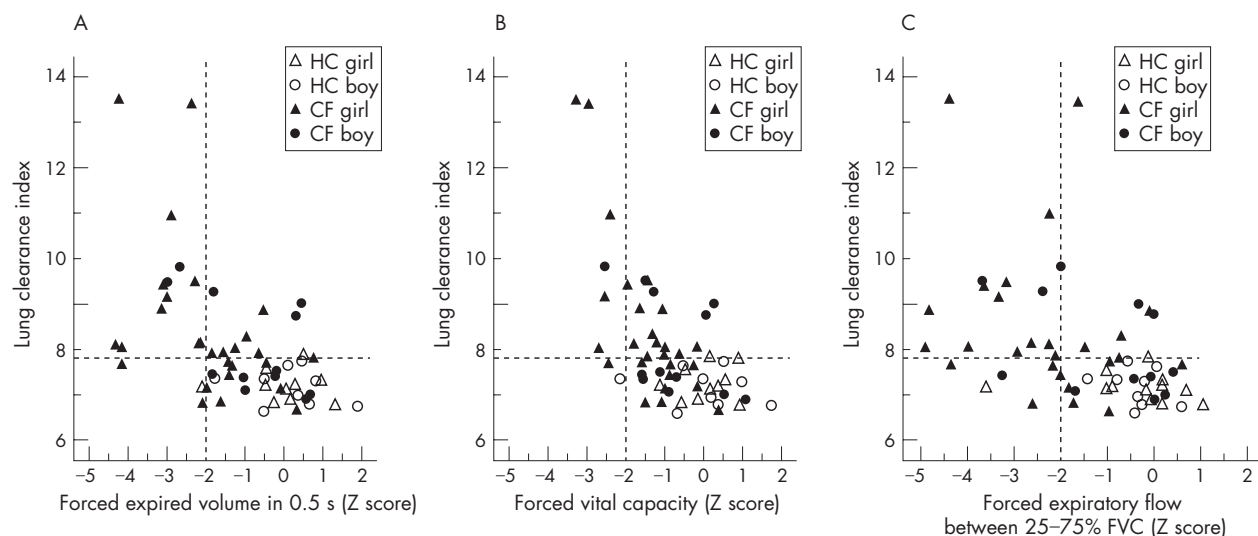 A
B
C
HC girl
HC boy
CF girl
CF boy
HC girl
HC boy
CF girl
CF boy
HC girl
HC boy
CF girl
CF boy
Lung clearance index
14
12
10
8
6
–5 –4 –3 –2 –1 0 1 2
Forced expired volume in 0.5 s (Z score)
Lung clearance index
14
12
10
8
6
–5 –4 –3 –2 –1 0 1 2
Forced vital capacity (Z score)
Lung clearance index
14
12
10
8
6
–5 –4 –3 –2 –1 0 1 2
Forced expiratory flow
between 25–75% FVC (Z score)